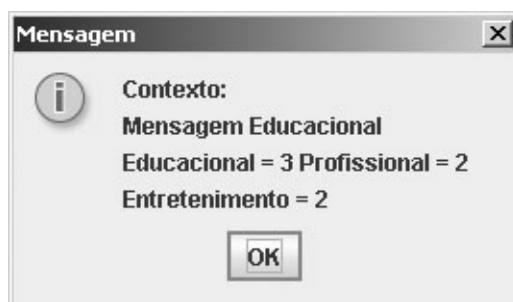 Mensagem
Contexto:
Mensagem Educacional
Educacional = 3 Profissional = 2
Entretenimento = 2
OK